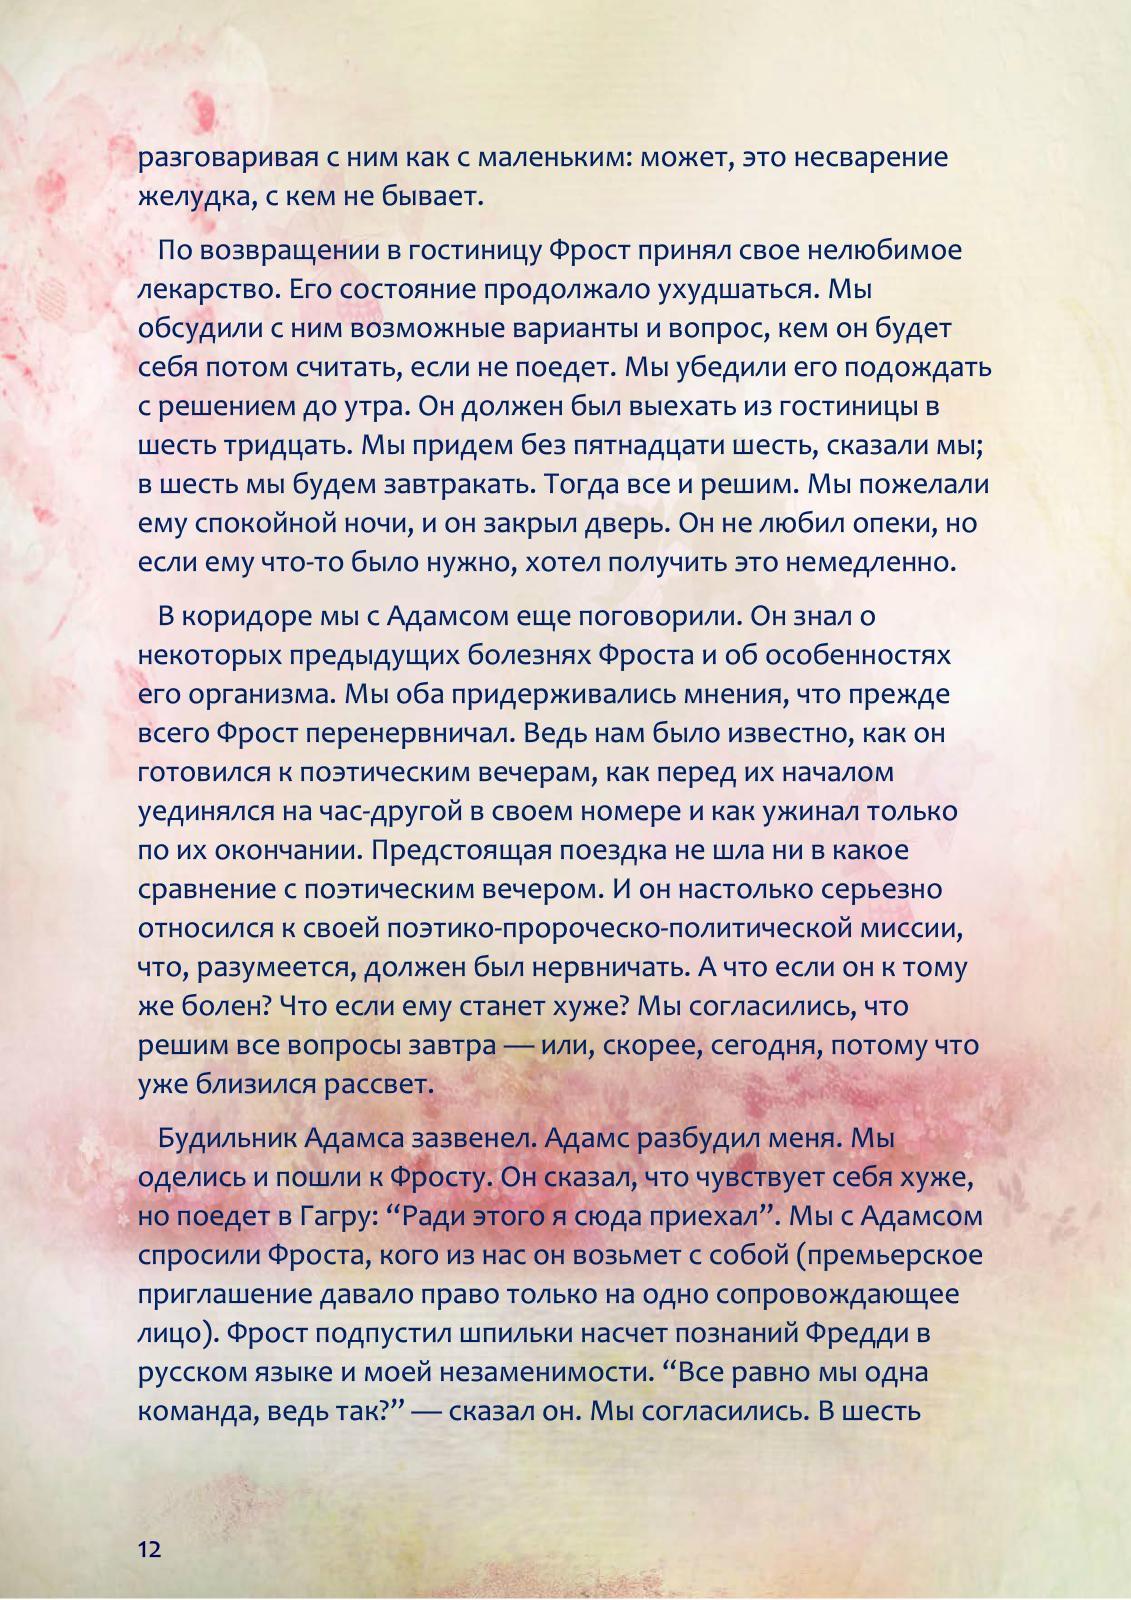 разговаривая с ним как с маленьким: может, это несварение
желудка, с кем не бывает.
По возвращении в гостиницу Фрост принял свое нелюбимое
лекарство. Его состояние продолжало ухудшаться. Мы
обсудили с ним возможные варианты и вопрос, кем он будет
себя потом считать, если не поедет. Мы убедили его подождать
с решением до утра. Он должен был выехать из гостиницы в
шесть тридцать. Мы придем без пятнадцати шесть, сказали мы;
в шесть мы будем завтракать. Тогда все и решим. Мы пожелали
ему спокойной ночи, и он закрыл дверь. Он не любил опеки, но
если ему что-то было нужно, хотел получить это немедленно.
В коридоре мы с Адамсом еще поговорили. Он знал о
некоторых предыдущих болезнях Фроста и об особенностях
его организма. Мы оба придерживались мнения, что прежде
всего Фрост перенервничал. Ведь нам было известно, как он
готовился к поэтическим вечерам, как перед их началом
уединялся на час-другой в своем номере и как ужинал только
по их окончании. Предстоящая поездка не шла ни в какое
сравнение с поэтическим вечером. И он настолько серьезно
относился к своей поэтико-пророческо-политической миссии,
что, разумеется, должен был нервничать. А что если он к тому
же болен? Что если ему станет хуже? Мы согласились, что
решим все вопросы завтра — или, скорее, сегодня, потому что
уже близился рассвет.
Будильник Адамса зазвенел. Адамс разбудил меня. Мы
оделись и пошли к Фросту. Он сказал, что чувствует себя хуже,
но поедет в Гагру: “Ради этого я сюда приехал”. Мы с Адамсом
спросили Фроста, кого из нас он возьмет с собой (премьерское
приглашение давало право только на одно сопровождающее
лицо). Фрост подпустил шпильки насчет познаний Фредди в
русском языке и моей незаменимости. “Все равно мы одна
команда, ведь так?” — сказал он. Мы согласились. В шесть
12